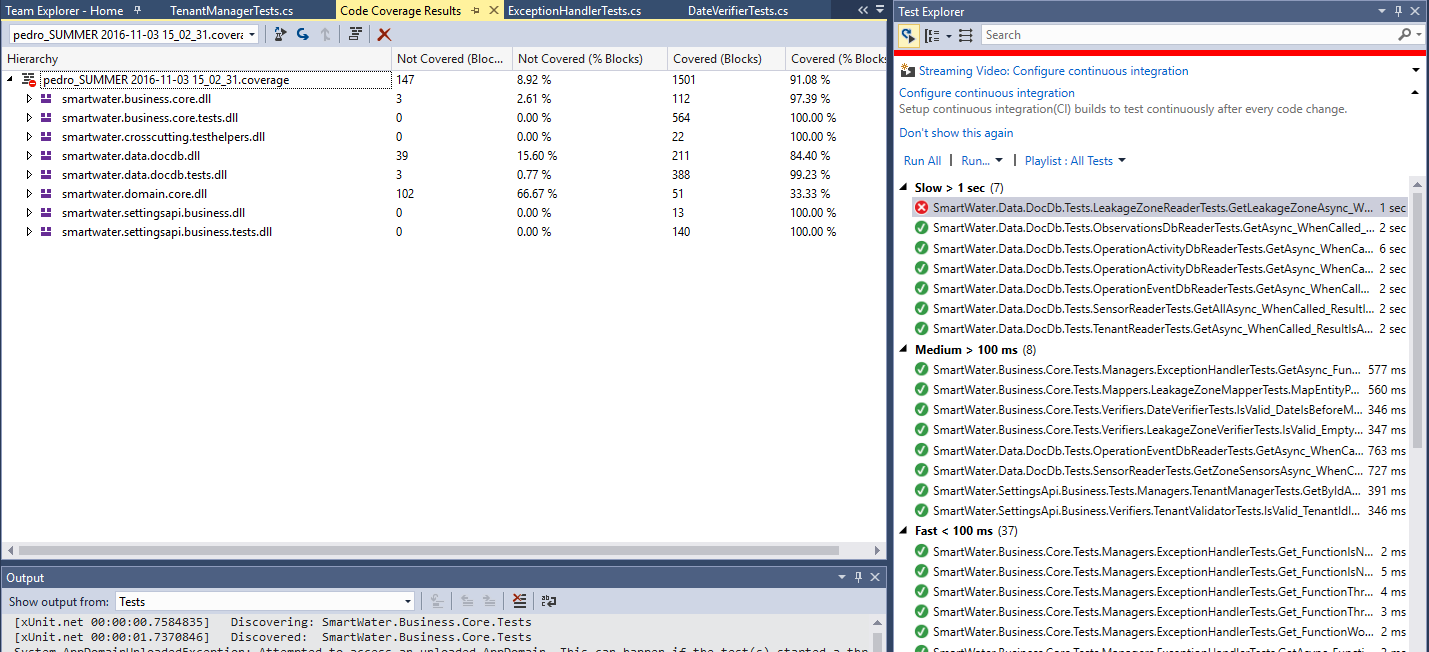 Team Explorer - Home TenantManagerTests.cs Code Coverage Results ExceptionHandlerTests.cs DateVerifierTests.cs
pedro_SUMMER 2016-11-03 15_02_31.covera
Hierarchy Not Covered (Bloc... Not Covered (% Blocks) Covered (Blocks) Covered (% Blocks
pedro_SUMMER 2016-11-03 15_02_31.coverage 147 8.92 % 1501 91.08 %
smartwater.business.core.dll 3 2.61 % 112 97.39 %
smartwater.business.core.tests.dll 0 0.00 % 564 100.00 %
smartwater.crosscutting.testhelpers.dll 0 0.00 % 22 100.00 %
smartwater.data.docdb.dll 39 15.60 % 211 84.40 %
smartwater.data.docdb.tests.dll 3 0.77 % 388 99.23 %
smartwater.domain.core.dll 102 66.67 % 51 33.33 %
smartwater.settingsapi.business.dll 0 0.00 % 13 100.00 %
smartwater.settingsapi.business.tests.dll 0 0.00 % 140 100.00 %
Output
Show output from: Tests
[xUnit.net 00:00:00.7584835] Discovering: SmartWater.Business.Core.Tests
[xUnit.net 00:00:01.7370846] Discovered: SmartWater.Business.Core.Tests
System.AppDomainUnloadedException: Attempted to access an unloaded AppDomain. This can happen if the test(s) started a thr
Test Explorer
Search
Streaming Video: Configure continuous integration
Configure continuous integration
Setup continuous integration(CI) builds to test continuously after every code change.
Don't show this again
Run All Run... Playlist : All Tests
Slow > 1 sec (7)
SmartWater.Data.DocDb.Tests.LeakageZoneReaderTests.GetLeakageZoneAsync_W... 1 sec
SmartWater.Data.DocDb.Tests.ObservationsDbReaderTests.GetAsync_WhenCalled_... 2 sec
SmartWater.Data.DocDb.Tests.OperationActivityDbReaderTests.GetAsync_WhenCa... 6 sec
SmartWater.Data.DocDb.Tests.OperationActivityDbReaderTests.GetAsync_WhenCa... 2 sec
SmartWater.Data.DocDb.Tests.OperationEventDbReaderTests.GetAsync_WhenCall... 2 sec
SmartWater.Data.DocDb.Tests.SensorReaderTests.GetAllAsync_WhenCalled_ResultI... 2 sec
SmartWater.Data.DocDb.Tests.TenantReaderTests.GetAsync_WhenCalled_ResultIsA... 2 sec
Medium > 100 ms (8)
SmartWater.Business.Core.Tests.Managers.ExceptionHandlerTests.GetAsync_Fun... 577 ms
SmartWater.Business.Core.Tests.Mappers.LeakageZoneMapperTests.MapEntityP... 560 ms
SmartWater.Business.Core.Tests.Verifiers.DateVerifierTests.IsValid_DateIsBeforeM... 346 ms
SmartWater.Business.Core.Tests.Verifiers.LeakageZoneVerifierTests.IsValid_Empty... 347 ms
SmartWater.Data.DocDb.Tests.OperationEventDbReaderTests.GetAsync_WhenCa... 763 ms
SmartWater.Data.DocDb.Tests.SensorReaderTests.GetZoneSensorsAsync_WhenC... 727 ms
SmartWater.SettingsApi.Business.Tests.Managers.TenantManagerTests.GetByIdA... 391 ms
SmartWater.SettingsApi.Business.Verifiers.TenantValidatorTests.IsValid_TenantIdI... 346 ms
Fast < 100 ms (37)
SmartWater.Business.Core.Tests.Managers.ExceptionHandlerTests.Get_FunctionIsN... 2 ms
SmartWater.Business.Core.Tests.Managers.ExceptionHandlerTests.Get_FunctionIsN... 5 ms
SmartWater.Business.Core.Tests.Managers.ExceptionHandlerTests.Get_FunctionThr... 4 ms
SmartWater.Business.Core.Tests.Managers.ExceptionHandlerTests.Get_FunctionThr... 3 ms
SmartWater.Business.Core.Tests.Managers.ExceptionHandlerTests.Get_FunctionWo... 2 ms